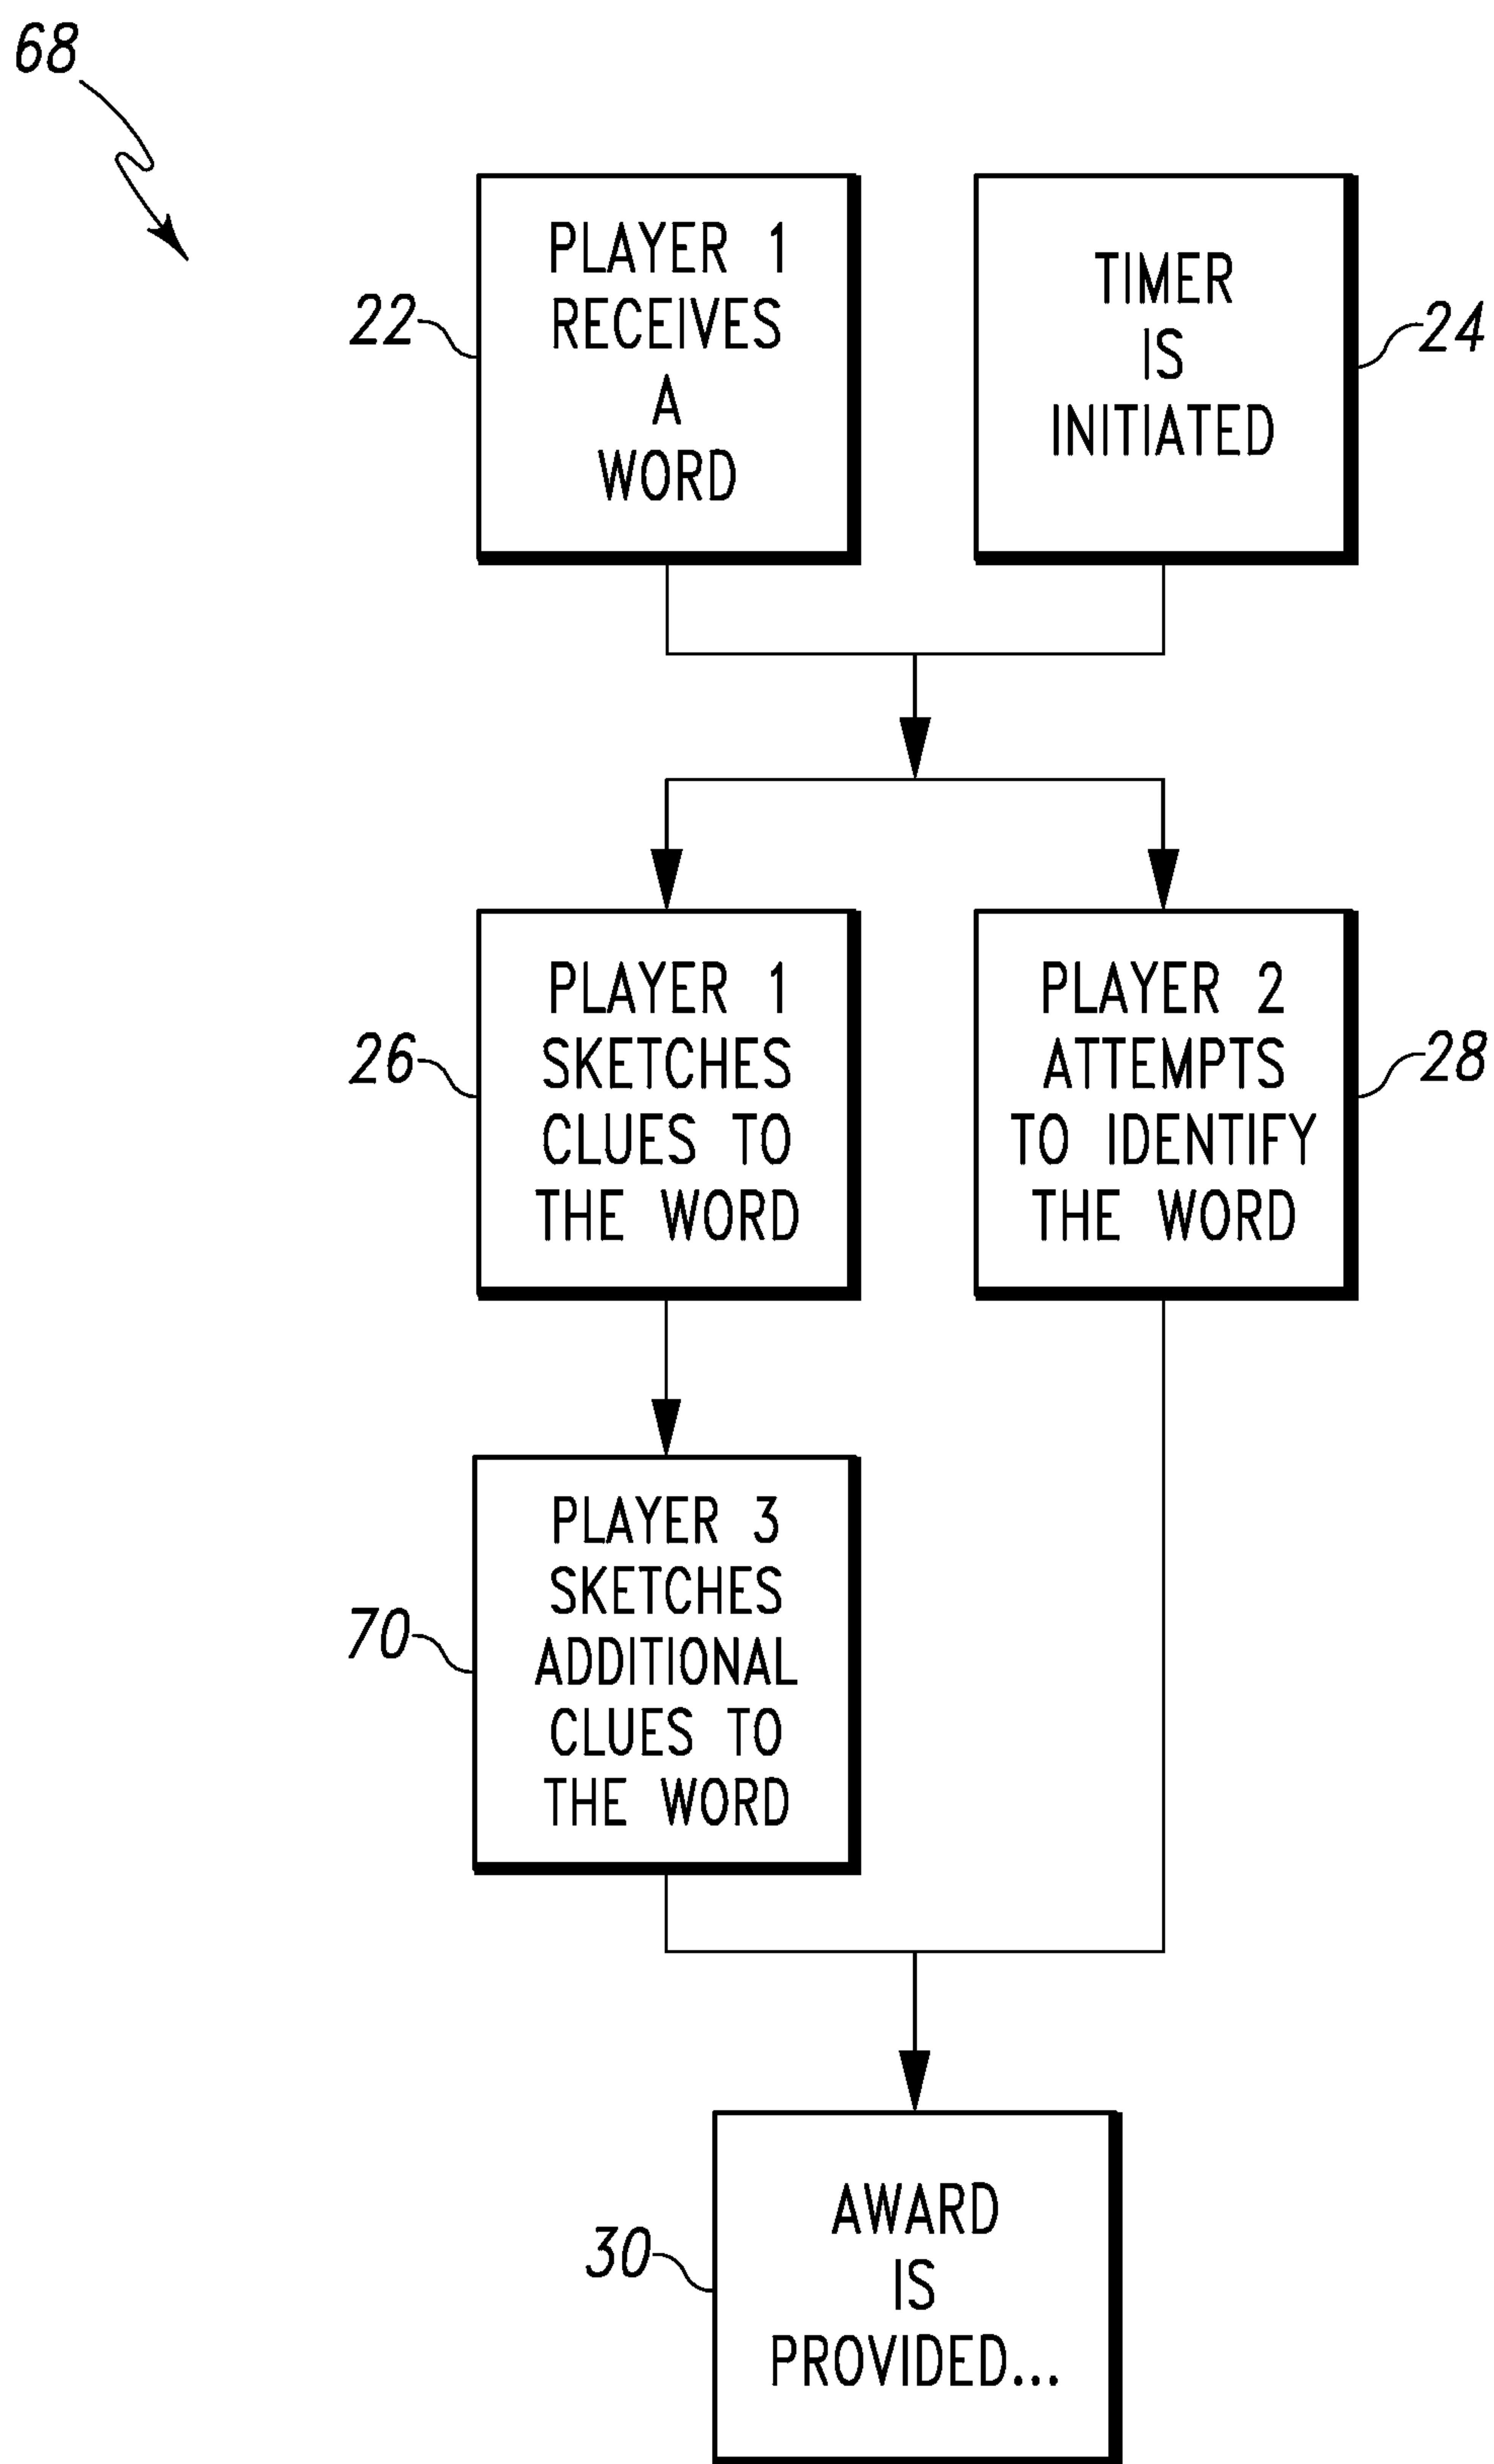 68
PLAYER 1
RECEIVES
A
WORD
22
TIMER
IS
INITIATED
24
PLAYER 1
SKETCHES
CLUES TO
THE WORD
26
PLAYER 2
ATTEMPTS
TO IDENTIFY
THE WORD
28
PLAYER 3
SKETCHES
ADDITIONAL
CLUES TO
THE WORD
70
AWARD
IS
PROVIDED...
30